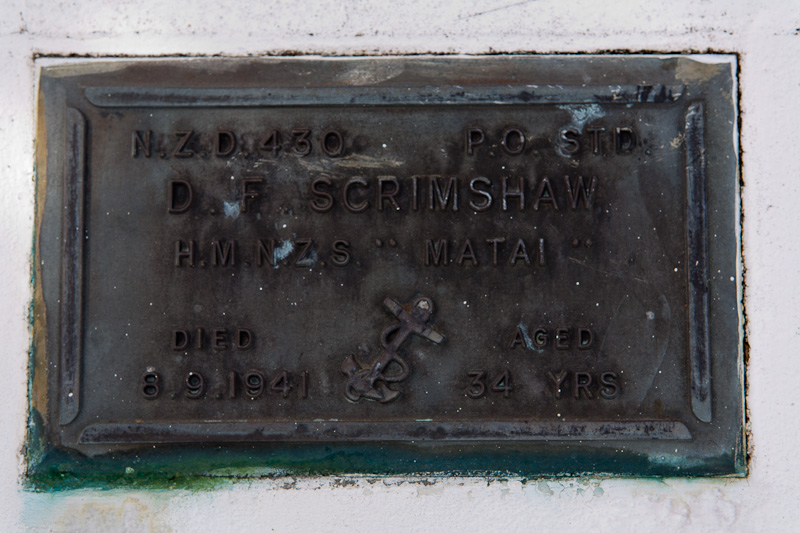 N.Z.D.430 P.O. STD.
D. F. SCRIMSHAW
H.M.N.Z.S. " MATAI "
DIED AGED
8.9.1941 34 YRS